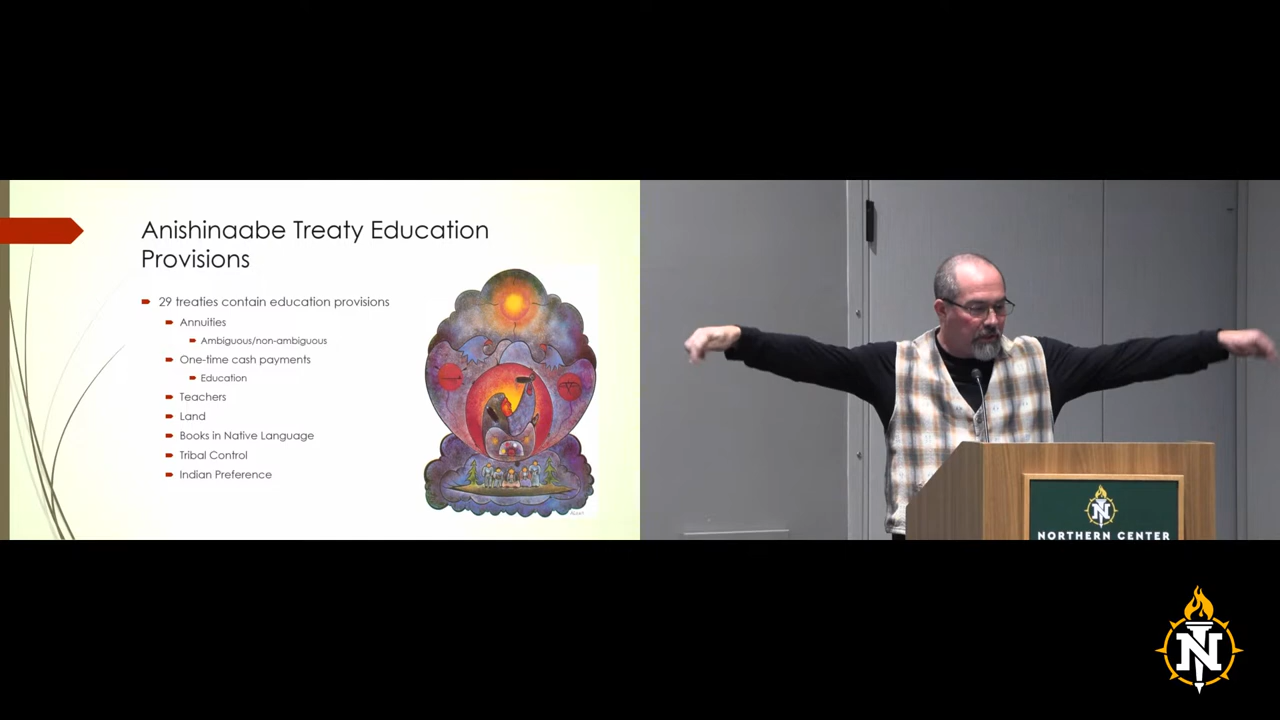 Anishinaabe Treaty Education
Provisions
29 treaties contain education provisions
Annuities
Ambiguous/non-ambiguous
One-time cash payments
Education
Teachers
Land
Books in Native Language
Tribal Control
Indian Preference
N
NORTHERN CENTER
N